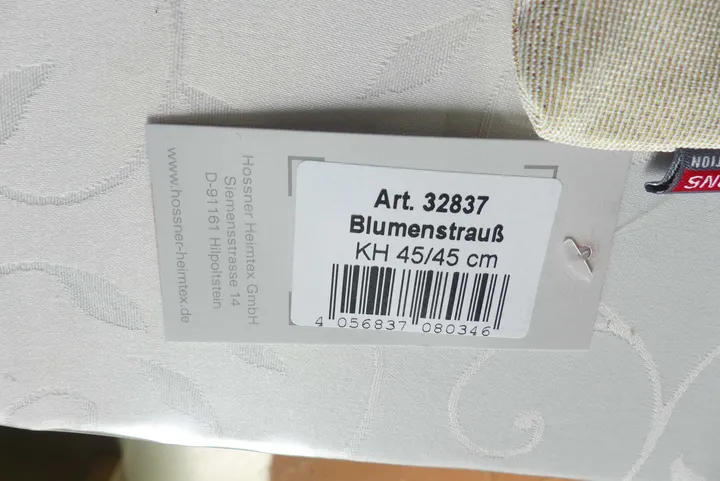 Art. 32837
Blumenstrauß
KH 45/45 cm
4 056837 080346
Hossner Heimtex GmbH
Siemensstrasse 14
D-91161 Hilpoltstein
www.hossner-heimtex.de